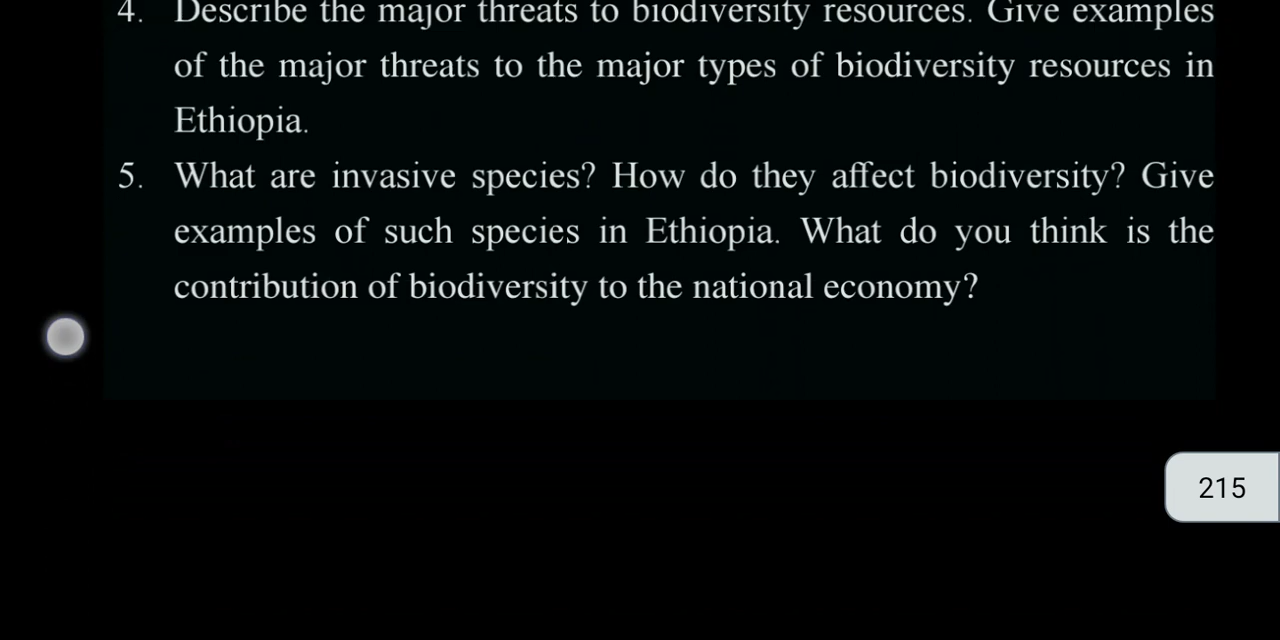 4. Describe the major threats to biodiversity resources. Give examples
of the major threats to the major types of biodiversity resources in
Ethiopia.
5. What are invasive species? How do they affect biodiversity? Give
examples of such species in Ethiopia. What do you think is the
contribution of biodiversity to the national economy?
215